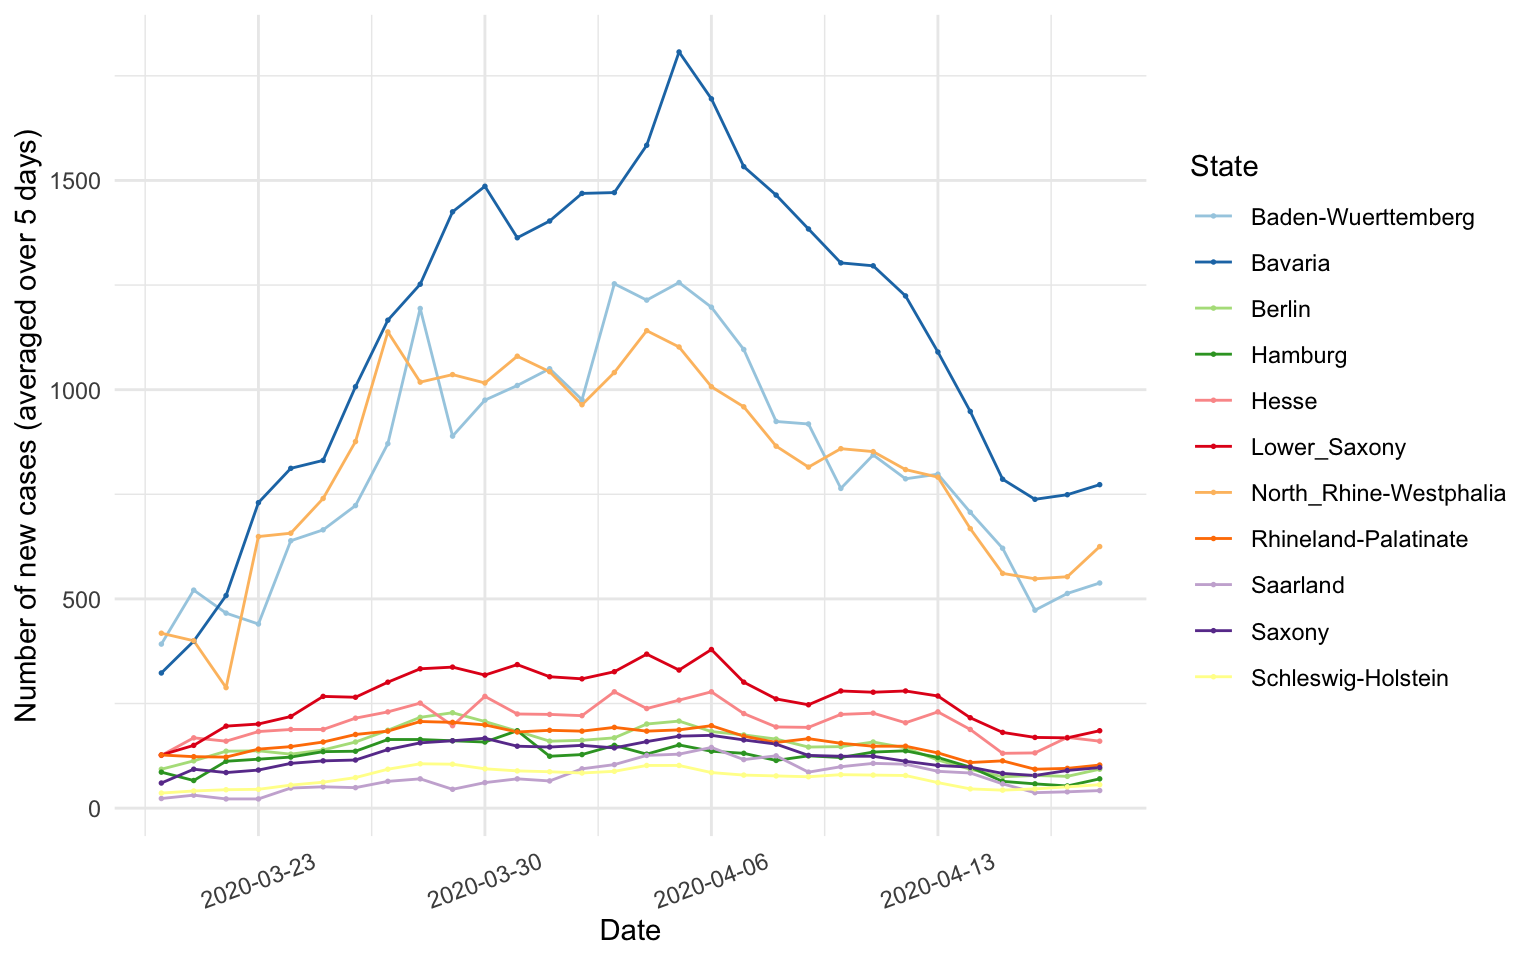 Number of new cases (averaged over 5 days)
1500
1000
500
0
2020-03-23
2020-03-30
2020-04-06
2020-04-13
Date
State
Baden-Wuerttemberg
Bavaria
Berlin
Hamburg
Hesse
Lower_Saxony
North_Rhine-Westphalia
Rhineland-Palatinate
Saarland
Saxony
Schleswig-Holstein